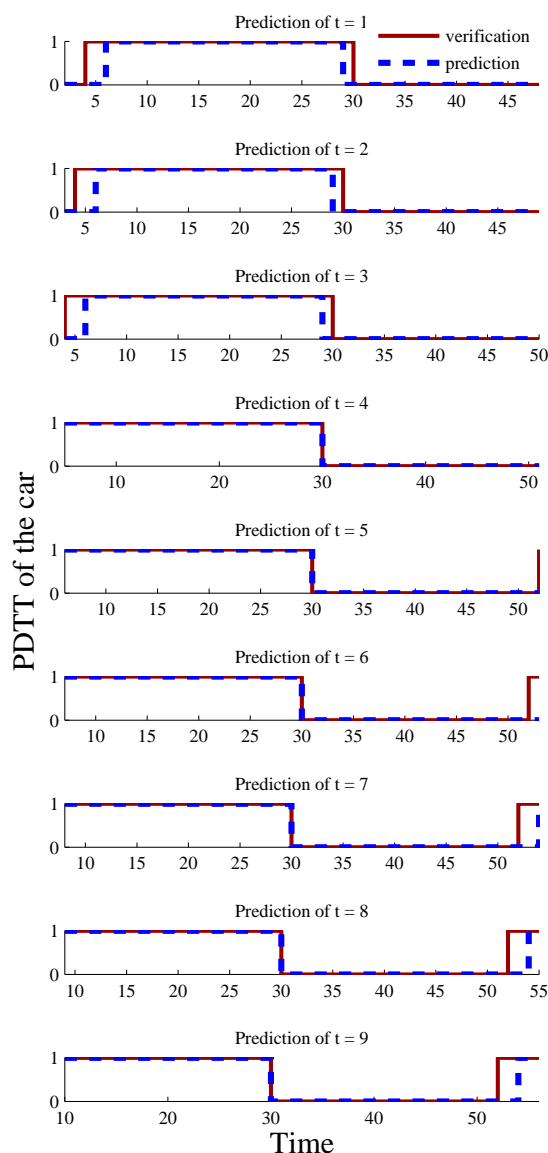 Prediction of t = 1
verification
prediction
1
0
5 10 15 20 25 30 35 40 45
Prediction of t = 2
1
0
5 10 15 20 25 30 35 40 45
Prediction of t = 3
1
0
5 10 15 20 25 30 35 40 45 50
Prediction of t = 4
1
0
10 20 30 40 50
Prediction of t = 5
1
0
10 15 20 25 30 35 40 45 50
Prediction of t = 6
1
0
10 15 20 25 30 35 40 45 50
Prediction of t = 7
1
0
10 15 20 25 30 35 40 45 50
Prediction of t = 8
1
0
10 15 20 25 30 35 40 45 50 55
Prediction of t = 9
1
0
10 20 30 40 50
PDTT of the car
Time